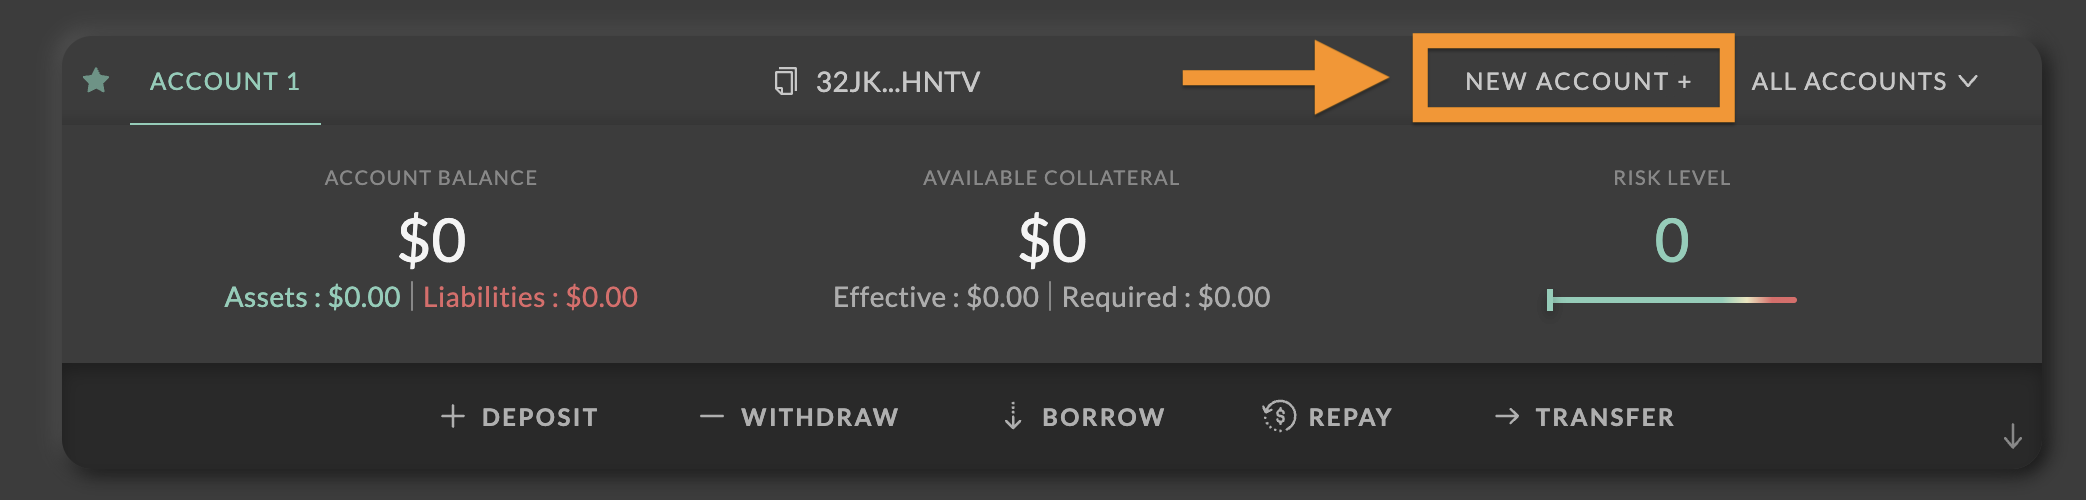 ACCOUNT 1
32JK...HNTV
NEW ACCOUNT +
ALL ACCOUNTS
ACCOUNT BALANCE
$0
Assets : $0.00 | Liabilities : $0.00
AVAILABLE COLLATERAL
$0
Effective : $0.00 | Required : $0.00
RISK LEVEL
0
DEPOSIT
WITHDRAW
BORROW
REPAY
TRANSFER